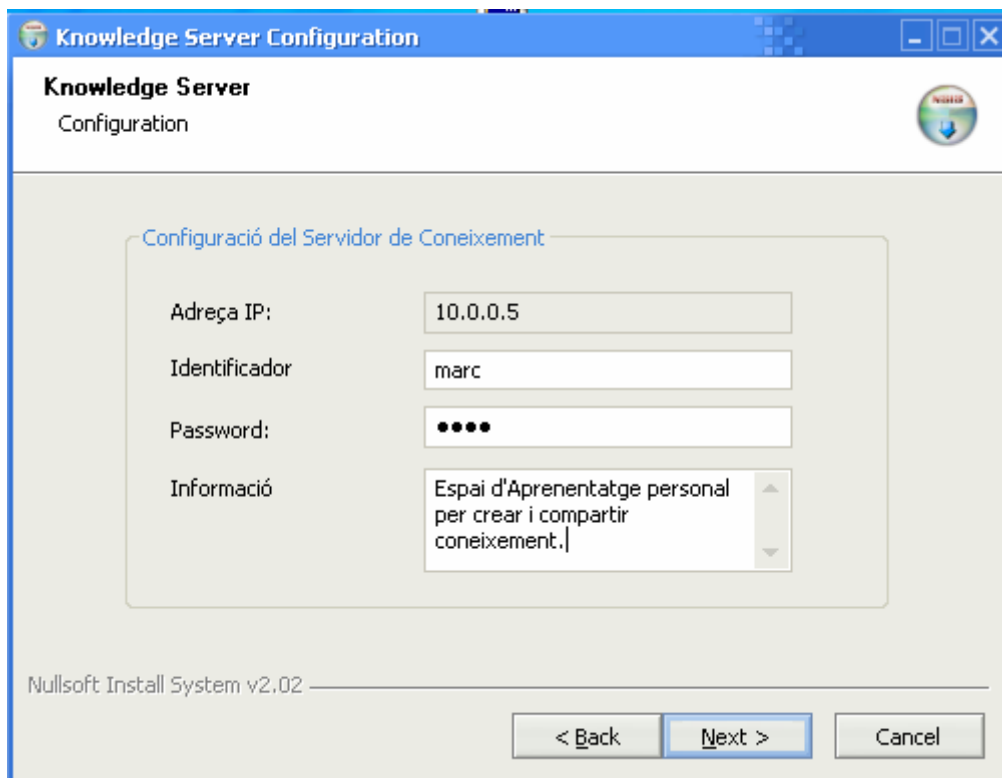 Knowledge Server Configuration
Knowledge Server
Configuration
Configuració del Servidor de Coneixement
Adreça IP:
10.0.0.5
Identificador
marc
Password:
••••
Informació
Espai d'Aprenentatge personal
per crear i compartir
coneixement.
Nullsoft Install System v2.02
< Back
Next >
Cancel